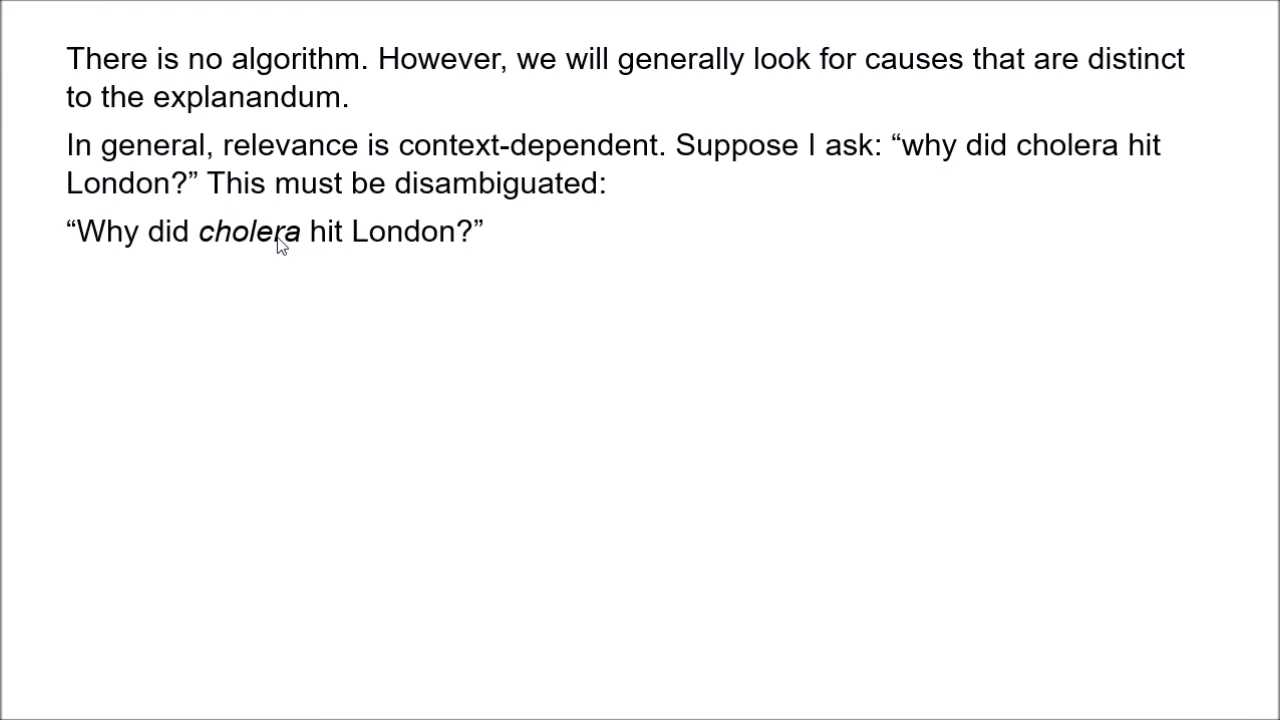 There is no algorithm. However, we will generally look for causes that are distinct
to the explanandum.
In general, relevance is context-dependent. Suppose I ask: “why did cholera hit
London?” This must be disambiguated:
“Why did cholera hit London?”